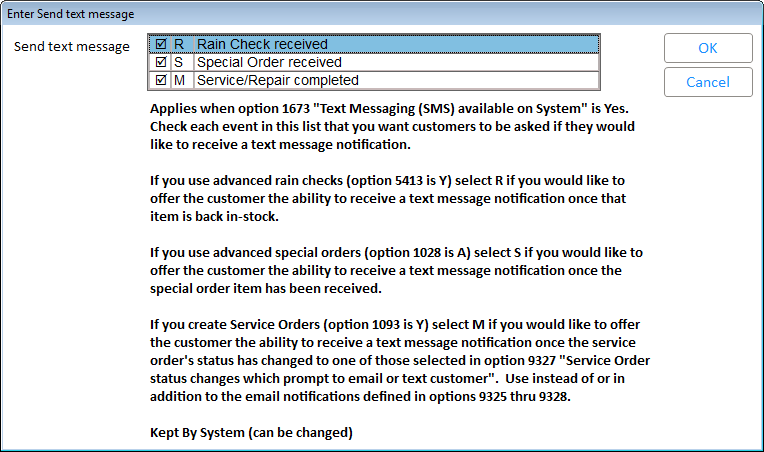 Enter Send text message
Send text message
R Rain Check received
S Special Order received
M Service/Repair completed
OK
Cancel
Applies when option 1673 "Text Messaging (SMS) available on System" is Yes.
Check each event in this list that you want customers to be asked if they would
like to receive a text message notification.
If you use advanced rain checks (option 5413 is Y) select R if you would like to
offer the customer the ability to receive a text message notification once that
item is back in-stock.
If you use advanced special orders (option 1028 is A) select S if you would like to
offer the customer the ability to receive a text message notification once the
special order item has been received.
If you create Service Orders (option 1093 is Y) select M if you would like to offer
the customer the ability to receive a text message notification once the service
order's status has changed to one of those selected in option 9327 "Service Order
status changes which prompt to email or text customer".  Use instead of or in
addition to the email notifications defined in options 9325 thru 9328.
Kept By System (can be changed)